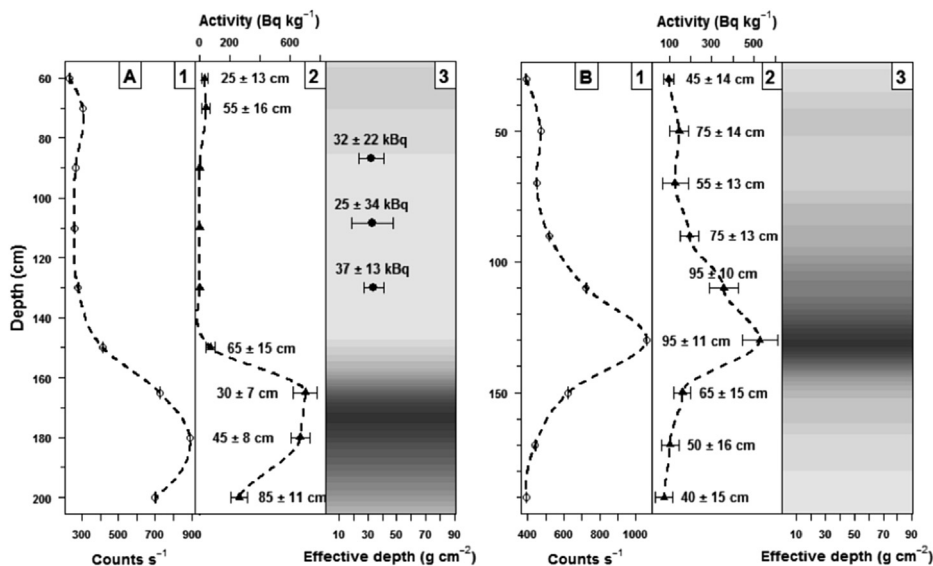 Activity (Bq kg⁻¹)
0 200 600
A 1 2 3
Depth (cm)
60
80
100
120
140
160
180
200
25 ± 13 cm
55 ± 16 cm
65 ± 15 cm
30 ± 7 cm
45 ± 8 cm
85 ± 11 cm
32 ± 22 kBq
25 ± 34 kBq
37 ± 13 kBq
300 500 700 900
Counts s⁻¹
10 30 50 70 90
Effective depth (g cm⁻²)
Activity (Bq kg⁻¹)
100 300 500
B 1 2 3
50
100
150
45 ± 14 cm
75 ± 14 cm
55 ± 13 cm
75 ± 13 cm
95 ± 10 cm
95 ± 11 cm
65 ± 15 cm
50 ± 16 cm
40 ± 15 cm
400 600 800 1000
Counts s⁻¹
10 30 50 70 90
Effective depth (g cm⁻²)